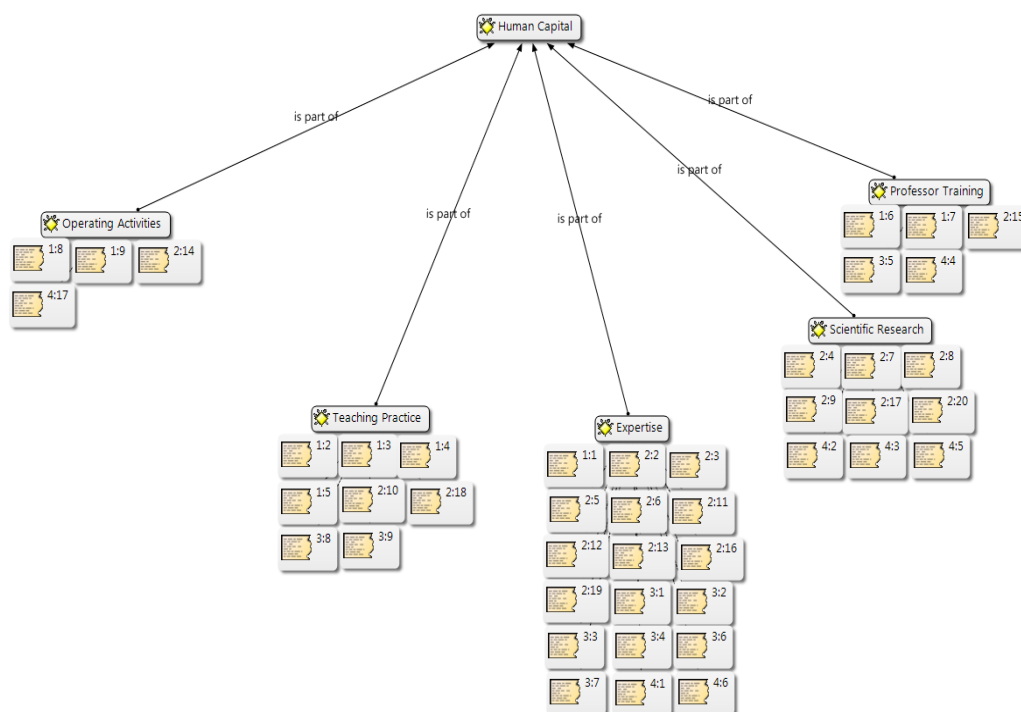 Human Capital
is part of
is part of
is part of
is part of
is part of
Professor Training
1:6 1:7 2:15
3:5 4:4
Operating Activities
1:8 1:9 2:14
4:17
Scientific Research
2:4 2:7 2:8
2:9 2:17 2:20
4:2 4:3 4:5
Teaching Practice
1:2 1:3 1:4
1:5 2:10 2:18
3:8 3:9
Expertise
1:1 2:2 2:3
2:5 2:6 2:11
2:12 2:13 2:16
2:19 3:1 3:2
3:3 3:4 3:6
3:7 4:1 4:6